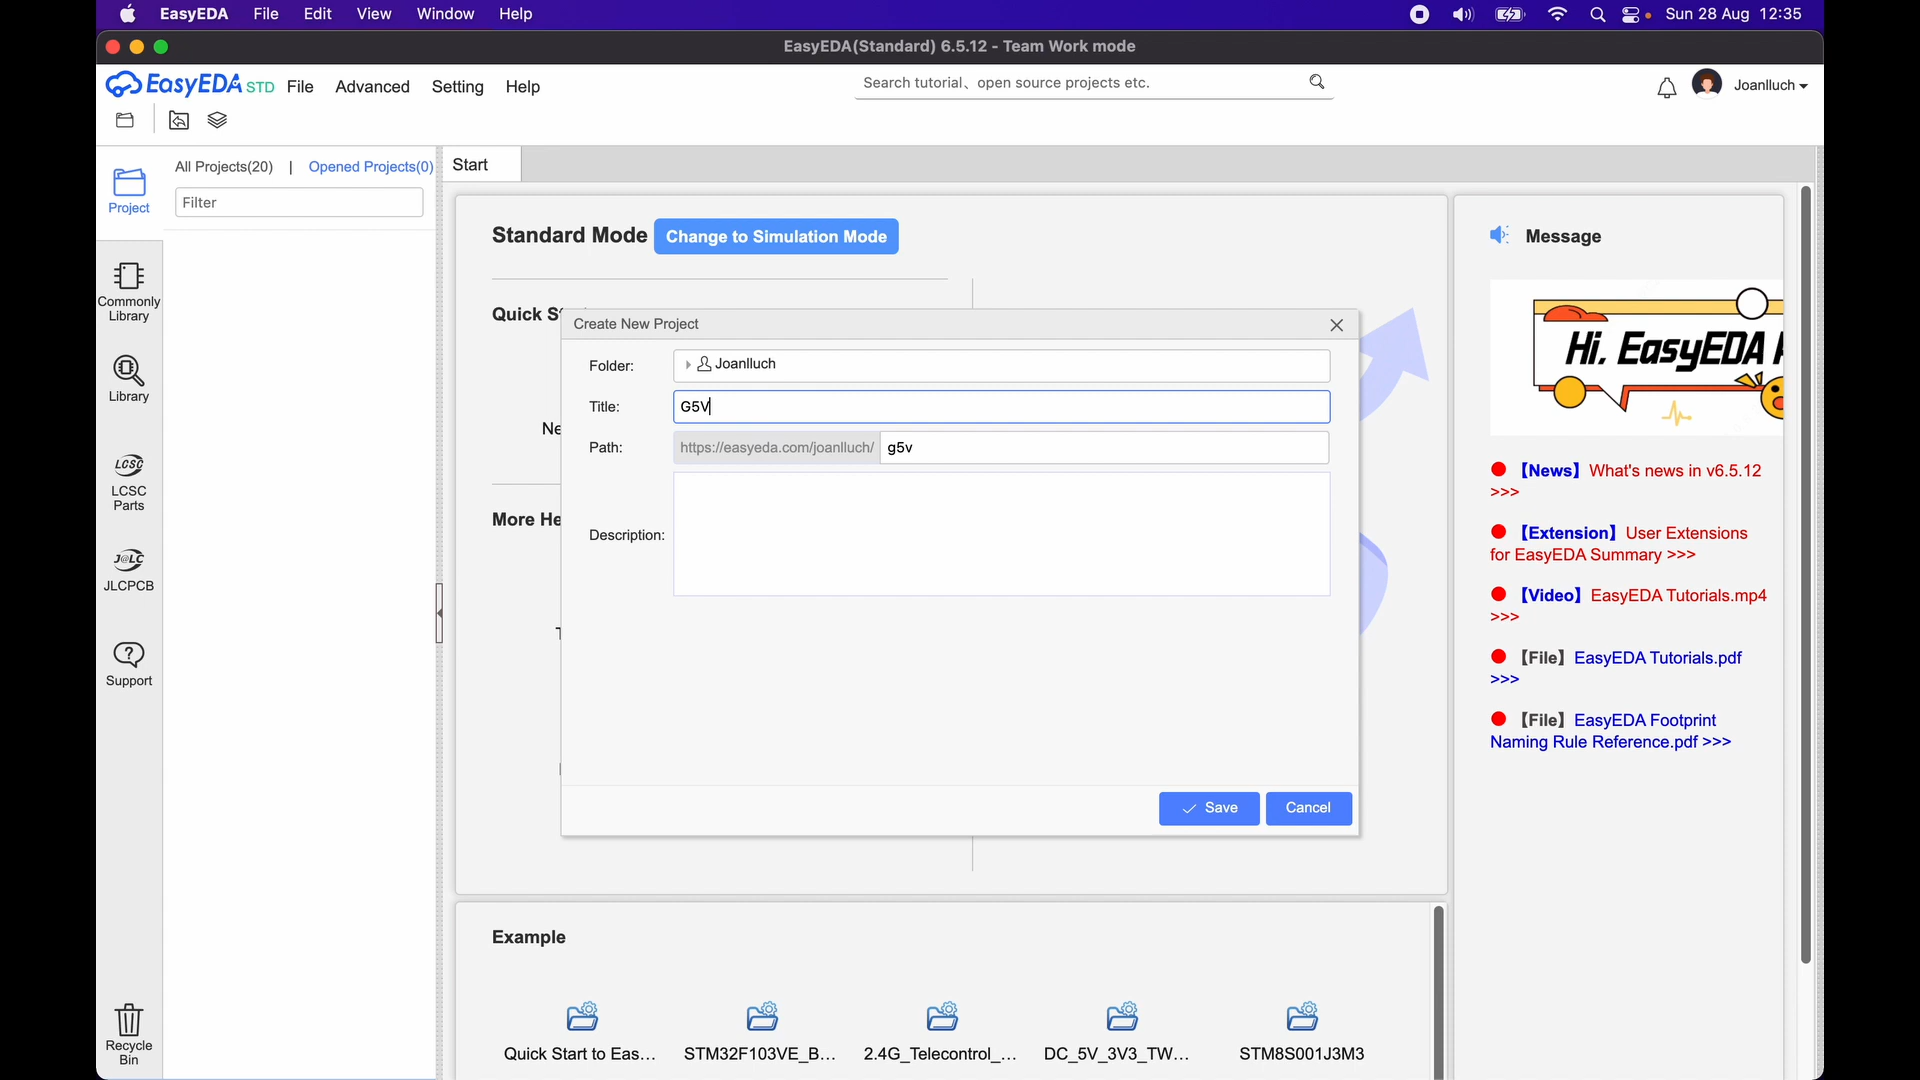 EasyEDA File Edit View Window Help
Sun 28 Aug 12:35
EasyEDA(Standard) 6.5.12 - Team Work mode
EasyEDA STD File Advanced Setting Help
Search tutorial、open source projects etc.
Joanlluch
Project
Commonly
Library
Library
LCSC
LCSC
Parts
J@LC
JLCPCB
Support
Recycle
Bin
All Projects(20) | Opened Projects(0)
Filter
Start
Standard Mode Change to Simulation Mode
Quick S
Ne
More He
Create New Project
Folder: Joanlluch
Title: G5V
Path: https://easyeda.com/joanlluch/ g5v
Description:
Save Cancel
Example
Quick Start to Eas... STM32F103VE_B... 2.4G_Telecontrol_... DC_5V_3V3_TW... STM8S001J3M3
Message
Hi, EasyEDA
【News】 What's news in v6.5.12
>>>
【Extension】 User Extensions
for EasyEDA Summary >>>
【Video】 EasyEDA Tutorials.mp4
>>>
【File】 EasyEDA Tutorials.pdf
>>>
【File】 EasyEDA Footprint
Naming Rule Reference.pdf >>>